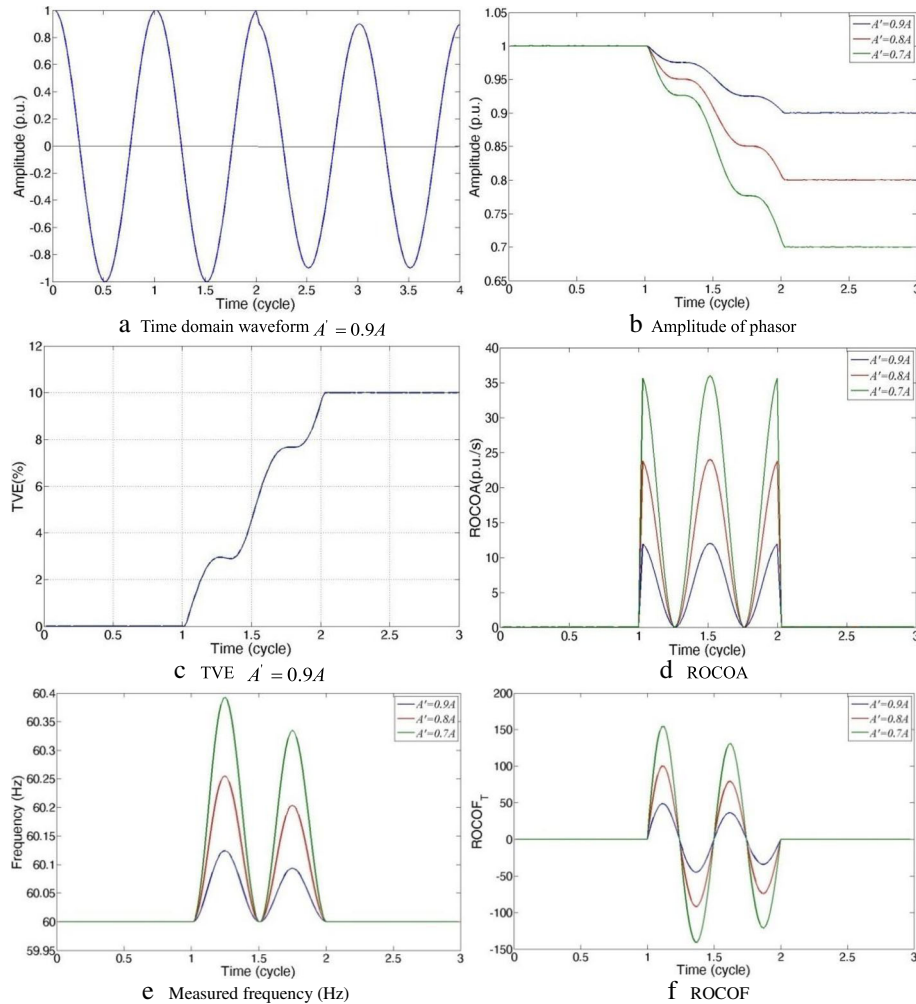 Amplitude (p.u.)
1
0.8
0.6
0.4
0.2
0
-0.2
-0.4
-0.6
-0.8
-1
0 0.5 1 1.5 2 2.5 3 3.5 4
Time (cycle)
a Time domain waveform A' = 0.9A
Amplitude (p.u.)
1.05
1
0.95
0.9
0.85
0.8
0.75
0.7
0.65
A'=0.9A
A'=0.8A
A'=0.7A
0 0.5 1 1.5 2 2.5 3
Time (cycle)
b Amplitude of phasor
TVE(%)
12
10
8
6
4
2
0
0 0.5 1 1.5 2 2.5 3
Time (cycle)
c TVE A' = 0.9A
ROCOA(p.u./s)
40
35
30
25
20
15
10
5
0
A'=0.9A
A'=0.8A
A'=0.7A
0 0.5 1 1.5 2 2.5 3
Time (cycle)
d ROCOA
Frequency (Hz)
60.4
60.35
60.3
60.25
60.2
60.15
60.1
60.05
60
59.95
A'=0.9A
A'=0.8A
A'=0.7A
0 0.5 1 1.5 2 2.5 3
Time (cycle)
e Measured frequency (Hz)
ROCOF_T
200
150
100
50
0
-50
-100
-150
A'=0.9A
A'=0.8A
A'=0.7A
0 0.5 1 1.5 2 2.5 3
Time (cycle)
f ROCOF